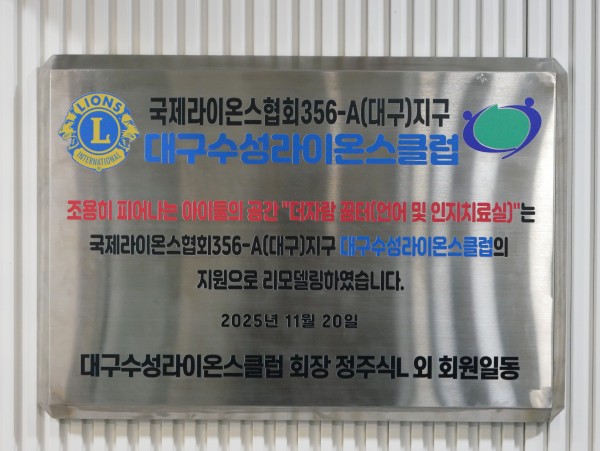 LIONS
L
INTERNATIONAL
국제라이온스협회356-A(대구)지구
대구수성라이온스클럽
조용히 피어나는 아이들의 공간 "더자람 꿈터(언어 및 인지치료실)"는
국제라이온스협회356-A(대구)지구 대구수성라이온스클럽의
지원으로 리모델링하였습니다.
2025년 11월 20일
대구수성라이온스클럽 회장 정주식L 외 회원일동